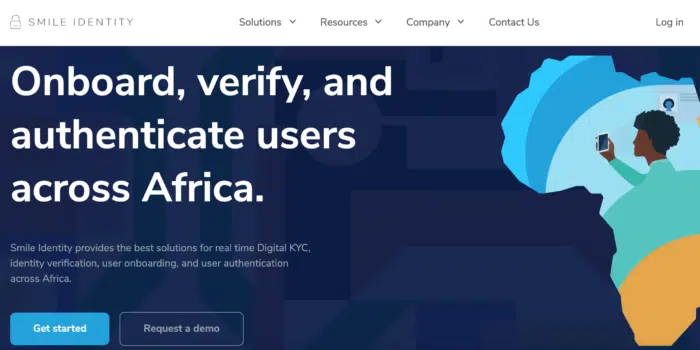 SMILE IDENTITY
Solutions
Resources
Company
Contact Us
Log in
Onboard, verify, and
authenticate users
across Africa.
Smile Identity provides the best solutions for real time Digital KYC,
identity verification, user onboarding, and user authentication
across Africa.
Get started
Request a demo